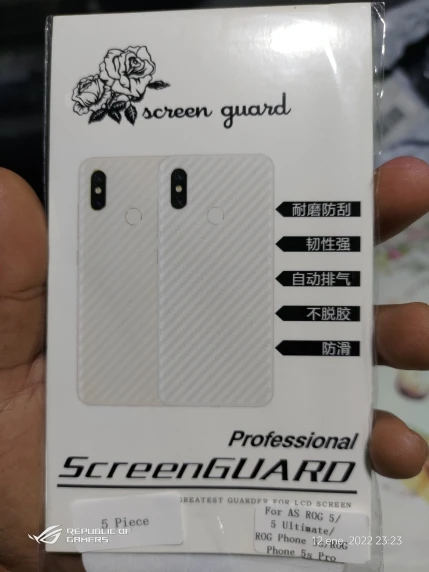 screen guard
耐磨防刮
韧性强
自动排气
不脱胶
防滑
Professional
ScreenGUARD
GREATEST GUARDER FOR LCD SCREEN
5 Piece
For AS ROG 5/
5 Ultimate/
ROG Phone
Phone 5s Pro
REPUBLIC OF
GAMERS
12 ene. 2022 23:23